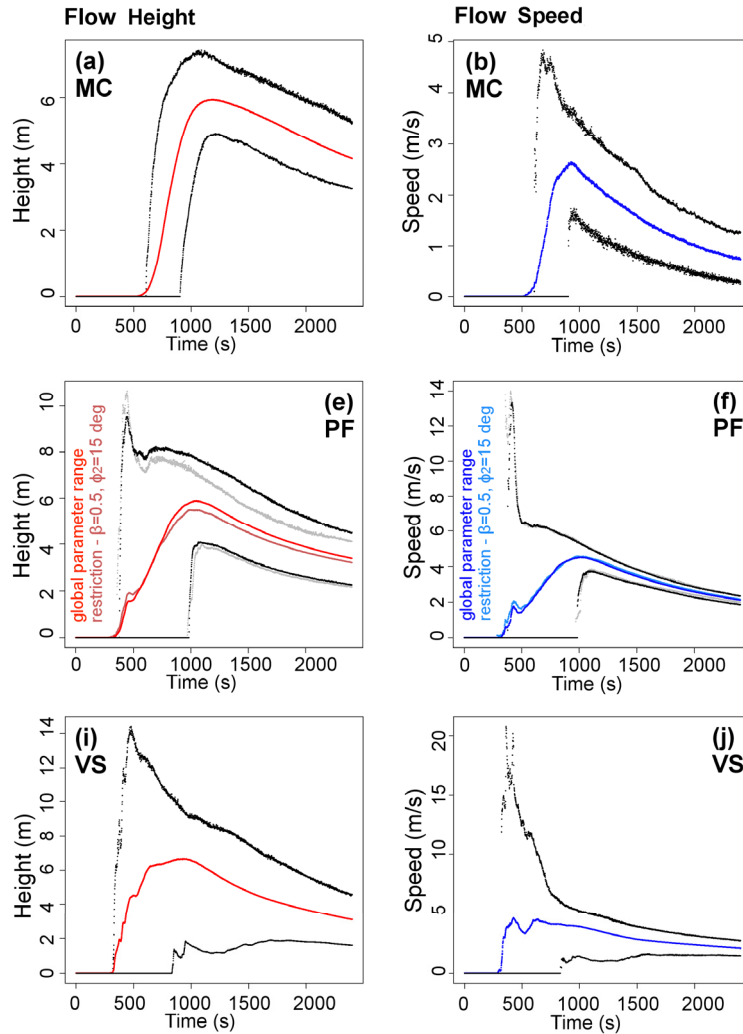 Flow Height
Flow Speed
(a)
MC
Height (m)
0 2 4 6
0 500 1000 1500 2000
Time (s)
(b)
MC
Speed (m/s)
0 1 2 3 4 5
0 500 1000 1500 2000
Time (s)
(e)
PF
global parameter range
restriction - β=0.5, ϕ2=15 deg
Height (m)
0 2 4 6 8 10
0 500 1000 1500 2000
Time (s)
(f)
PF
global parameter range
restriction - β=0.5, ϕ2=15 deg
Speed (m/s)
0 2 4 6 8 10 12 14
0 500 1000 1500 2000
Time (s)
(i)
VS
Height (m)
0 2 4 6 8 10 12 14
0 500 1000 1500 2000
Time (s)
(j)
VS
Speed (m/s)
0 5 10 15 20
0 500 1000 1500 2000
Time (s)